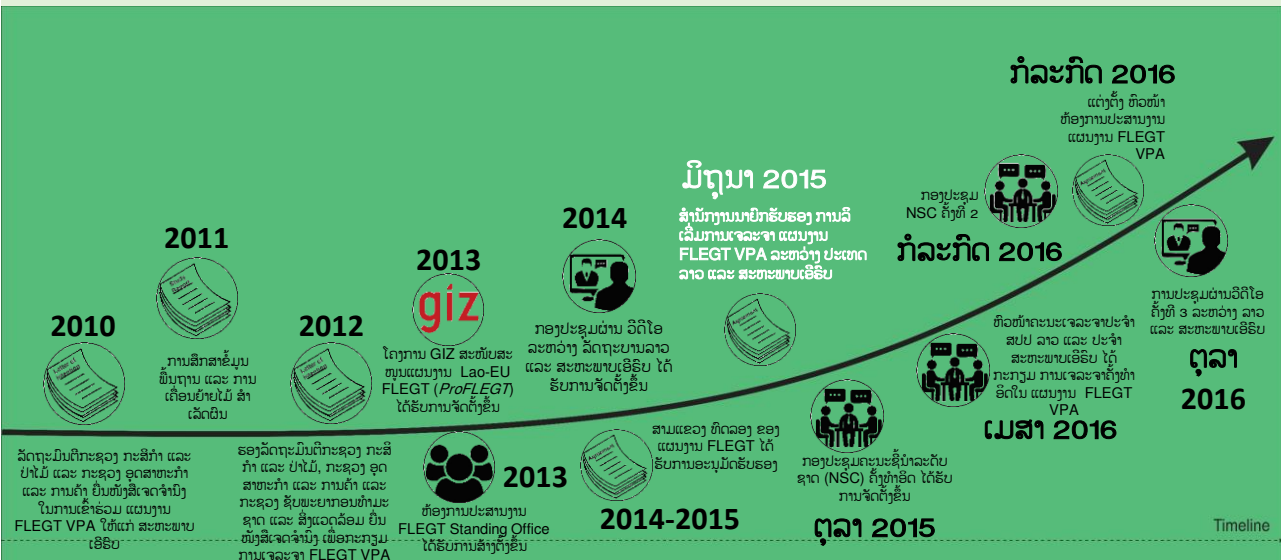 2010
Letter of
Intention
ລັດຖະມົນຕີກະຊວງ ກະສິກຳ ແລະ
ປ່າໄມ້ ແລະ ກະຊວງ ອຸດສາຫະກຳ
ແລະ ການຄ້າ ຍື່ນໜັງສືເຈດຈຳນົງ
ໃນການເຂົ້າຮ່ວມ ແຜນງານ
FLEGT VPA ໃຫ້ແກ່ ສະຫະພາບ
ເອີຣົບ
2011
ການສຶກສາຂໍ້ມູນ
ພື້ນຖານ ແລະ ການ
ເຄື່ອນຍ້າຍໄມ້ ສຳ
ເລັດຜົນ
2012
ຮອງລັດຖະມົນຕີກະຊວງ ກະສິ
ກຳ ແລະ ປ່າໄມ້, ກະຊວງ ອຸດ
ສາຫະກຳ ແລະ ການຄ້າ ແລະ
ກະຊວງ ຊັບພະຍາກອນທຳມະ
ຊາດ ແລະ ສິ່ງແວດລ້ອມ ຍື່ນ
ໜັງສືເຈດຈຳນົງ ເພື່ອກະກຽມ
ການເຈລະຈາ FLEGT VPA
2013
giz
ໂຄງການ GIZ ສະໜັບສະ
ໜູນແຜນງານ Lao-EU
FLEGT (ProFLEGT)
ໄດ້ຮັບການຈັດຕັ້ງຂຶ້ນ
2013
ຫ້ອງການປະສານງານ
FLEGT Standing Office
ໄດ້ຮັບການສ້າງຕັ້ງຂຶ້ນ
2014
ກອງປະຊຸມຜ່ານ ວີດີໂອ
ລະຫວ່າງ ລັດຖະບານລາວ
ແລະ ສະຫະພາບເອີຣົບ ໄດ້
ຮັບການຈັດຕັ້ງຂຶ້ນ
ສາມແຂວງ ທົດລອງ ຂອງ
ແຜນງານ FLEGT ໄດ້
ຮັບການອະນຸມັດຮັບຮອງ
2014-2015
ມິຖຸນາ 2015
ສຳນັກງານນາຍົກຮັບຮອງ ການລິ
ເລີ່ມການເຈລະຈາ ແຜນງານ
FLEGT VPA ລະຫວ່າງ ປະເທດ
ລາວ ແລະ ສະຫະພາບເອີຣົບ
ກອງປະຊຸມຄະນະຊີ້ນຳລະດັບ
ຊາດ (NSC) ຄັ້ງທຳອິດ ໄດ້ຮັບ
ການຈັດຕັ້ງຂຶ້ນ
ຕຸລາ 2015
ຫົວໜ້າຄະນະເຈລະຈາປະຈຳ
ສປປ ລາວ ແລະ ປະຈຳ
ສະຫະພາບເອີຣົບ ໄດ້
ກະກຽມ ການເຈລະຈາຄັ້ງທຳ
ອິດໃນ ແຜນງານ FLEGT
VPA
ເມສາ 2016
ກອງປະຊຸມ
NSC ຄັ້ງທີ 2
ກໍລະກົດ 2016
ກໍລະກົດ 2016
ແຕ່ງຕັ້ງ ຫົວໜ້າ
ຫ້ອງການປະສານງານ
ແຜນງານ FLEGT
VPA
ການປະຊຸມຜ່ານວີດີໂອ
ຄັ້ງທີ 3 ລະຫວ່າງ ລາວ
ແລະ ສະຫະພາບເອີຣົບ
ຕຸລາ
2016
Timeline